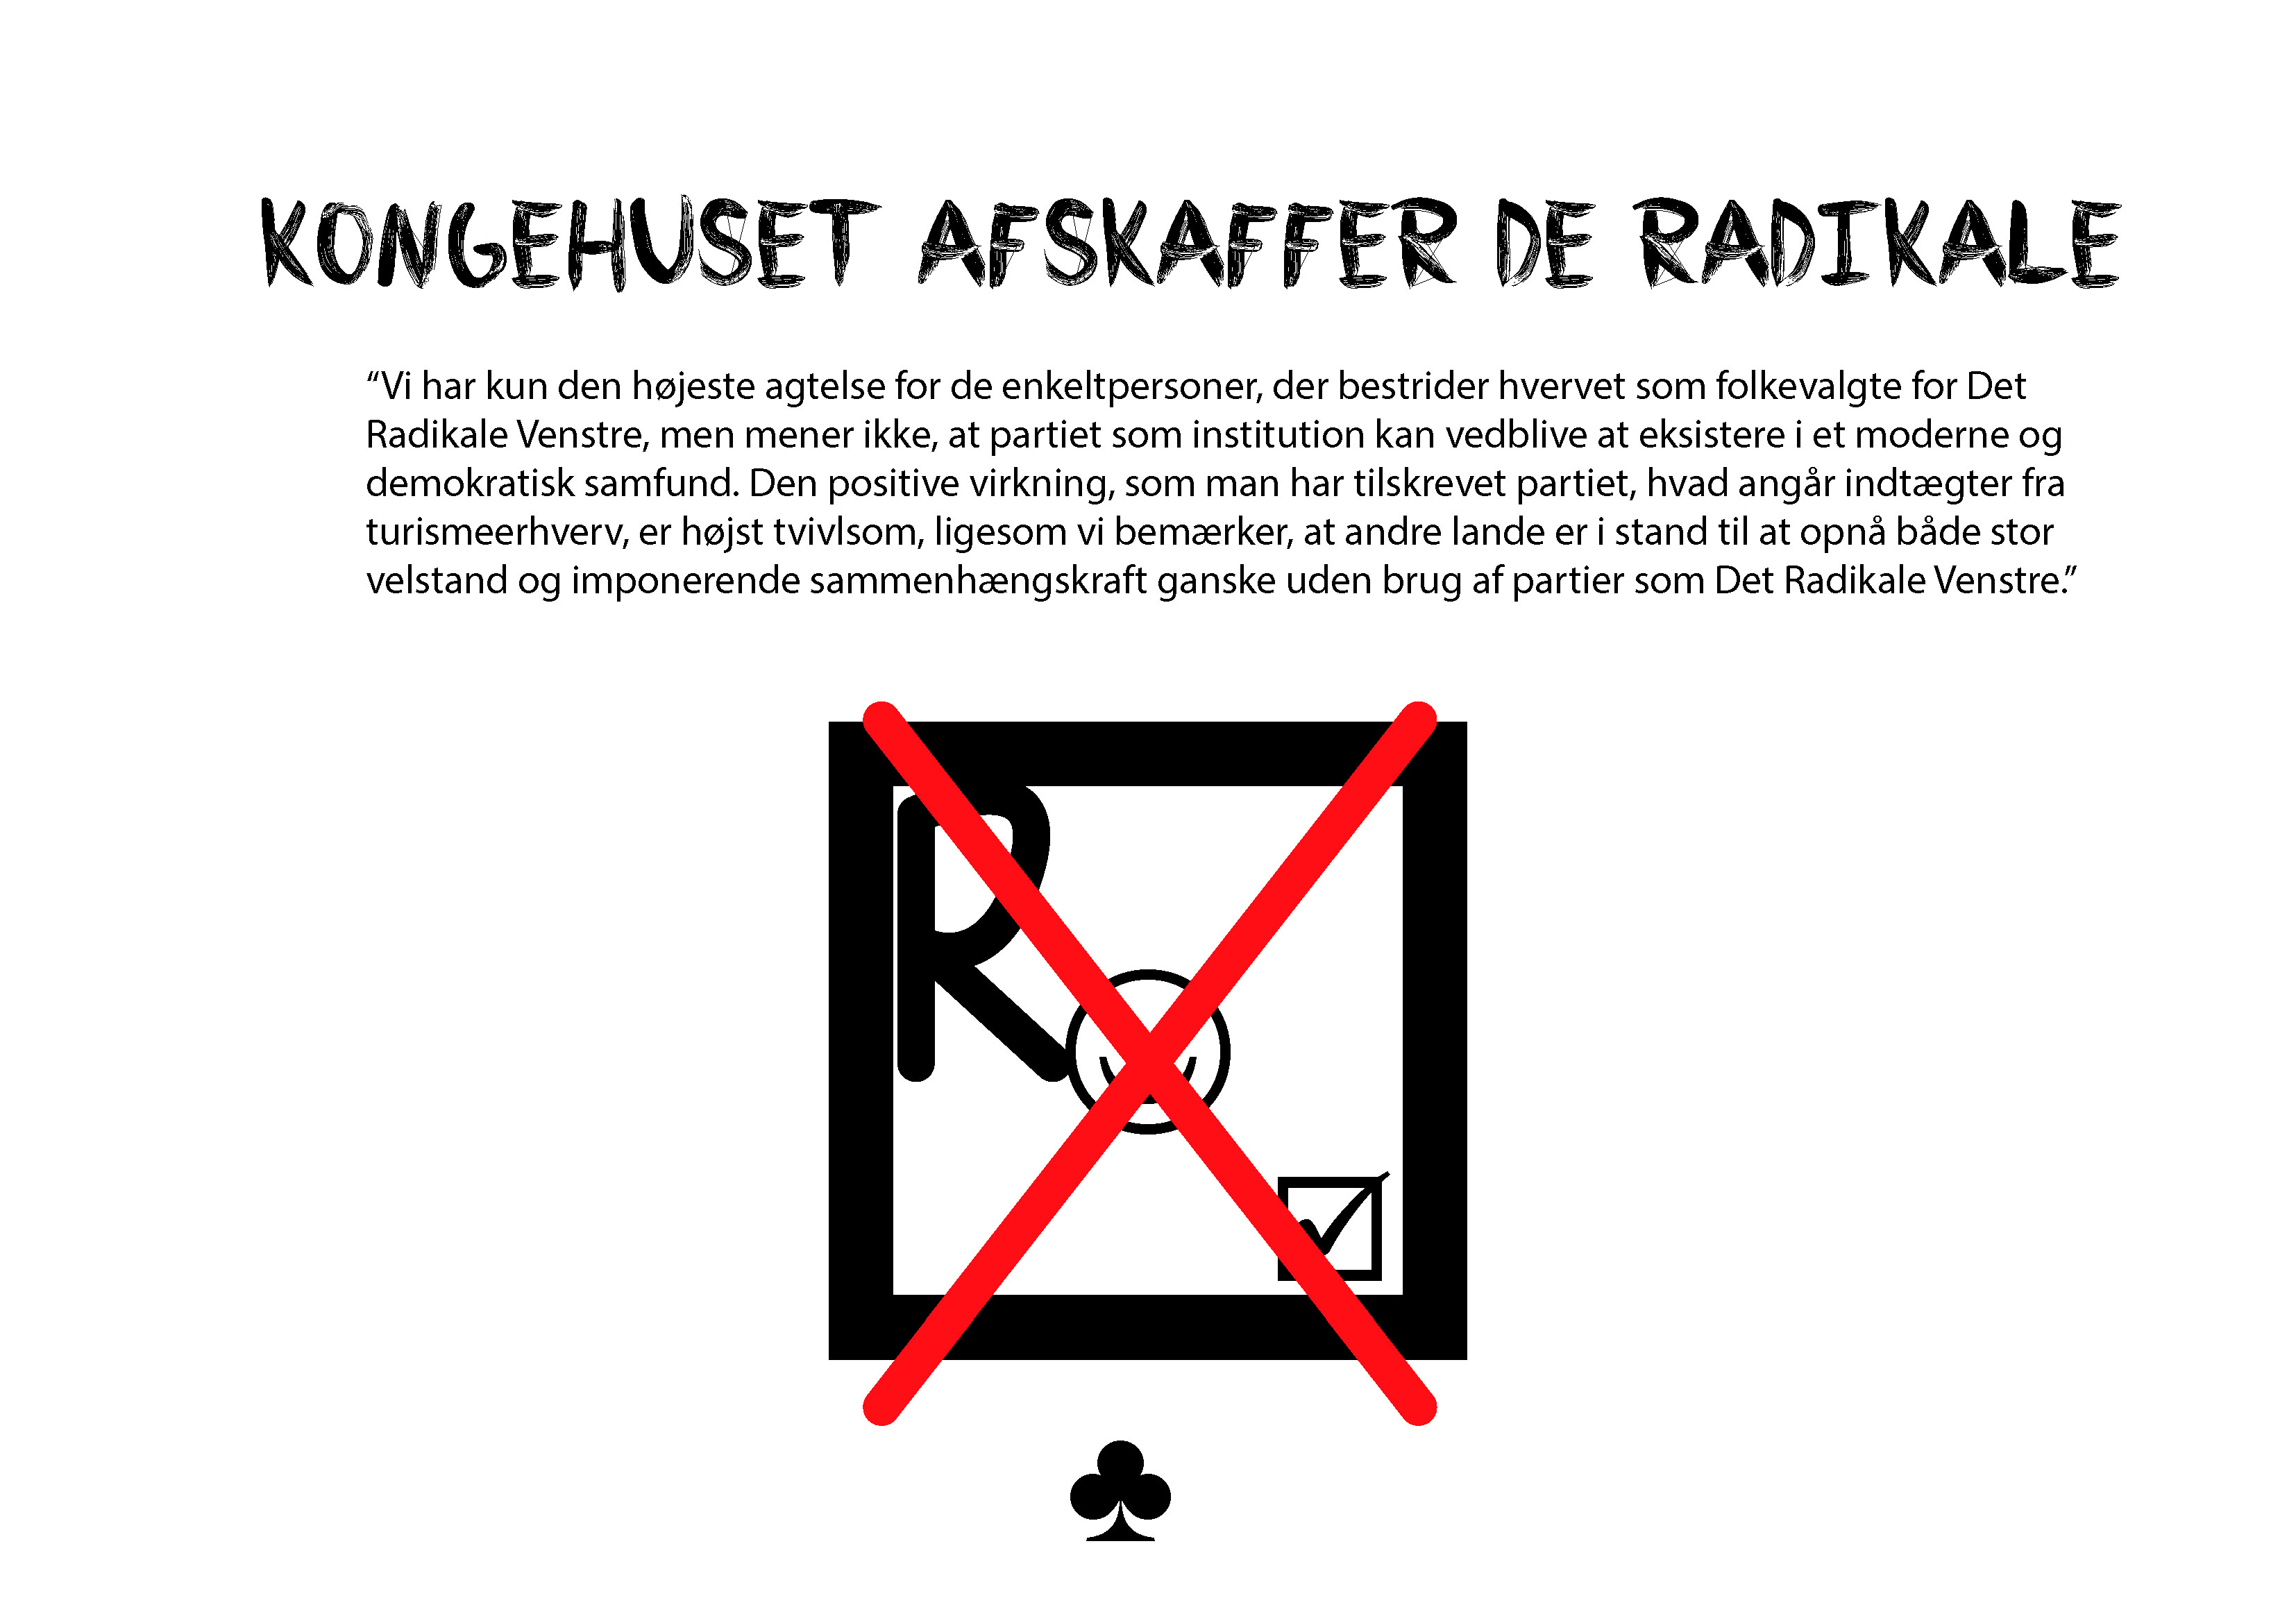 KONGEHUSET AFSKAFFER DE RADIKALE
“Vi har kun den højeste agtelse for de enkeltpersoner, der bestrider hvervet som folkevalgte for Det
Radikale Venstre, men mener ikke, at partiet som institution kan vedblive at eksistere i et moderne og
demokratisk samfund. Den positive virkning, som man har tilskrevet partiet, hvad angår indtægter fra
turismeerhverv, er højst tvivlsom, ligesom vi bemærker, at andre lande er i stand til at opnå både stor
velstand og imponerende sammenhængskraft ganske uden brug af partier som Det Radikale Venstre.”
R